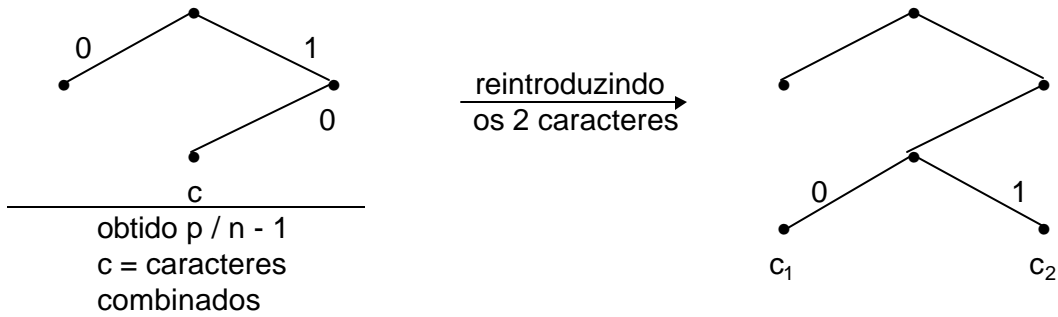 0
1
0
c
obtido p / n - 1
c = caracteres
combinados
reintroduzindo
os 2 caracteres
0
1
c₁
c₂